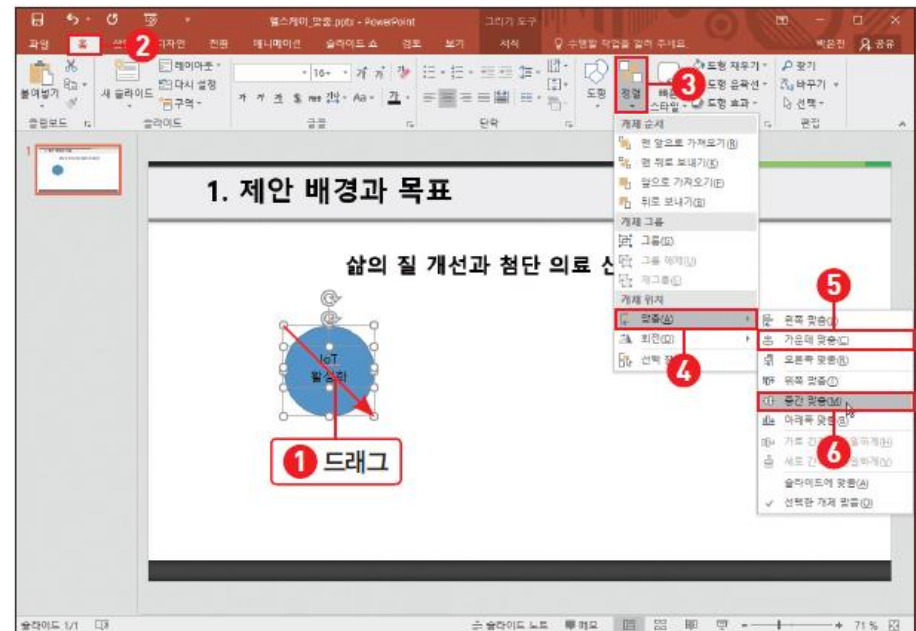 헬스케어_맞춤.pptx - PowerPoint
그리기 도구
파일 홈 2 디자인 전환 애니메이션 슬라이드 쇼 검토 보기 서식 수행할 작업을 알려 주세요. 박은진 공유
붙여넣기
새 슬라이드
레이아웃
다시 설정
구역
16
도형
정렬 3
빠른 스타일
도형 채우기
도형 윤곽선
도형 효과
찾기
바꾸기
선택
클립보드 슬라이드 글꼴 단락 편집
개체 순서
맨 앞으로 가져오기(R)
맨 뒤로 보내기(K)
앞으로 가져오기(F)
뒤로 보내기(B)
개체 그룹
그룹(G)
그룹 해제(U)
재그룹(E)
개체 위치
맞춤(A)
회전(O)
선택
4
5
왼쪽 맞춤(L)
가운데 맞춤(C)
오른쪽 맞춤(R)
위쪽 맞춤(T)
중간 맞춤(M)
아래쪽 맞춤(B)
6
슬라이드에 맞춤(A)
선택한 개체 맞춤(O)
1
1. 제안 배경과 목표
삶의 질 개선과 첨단 의료
IoT
활성화
1 드래그
슬라이드 1/1
슬라이드 노트 메모 71 %